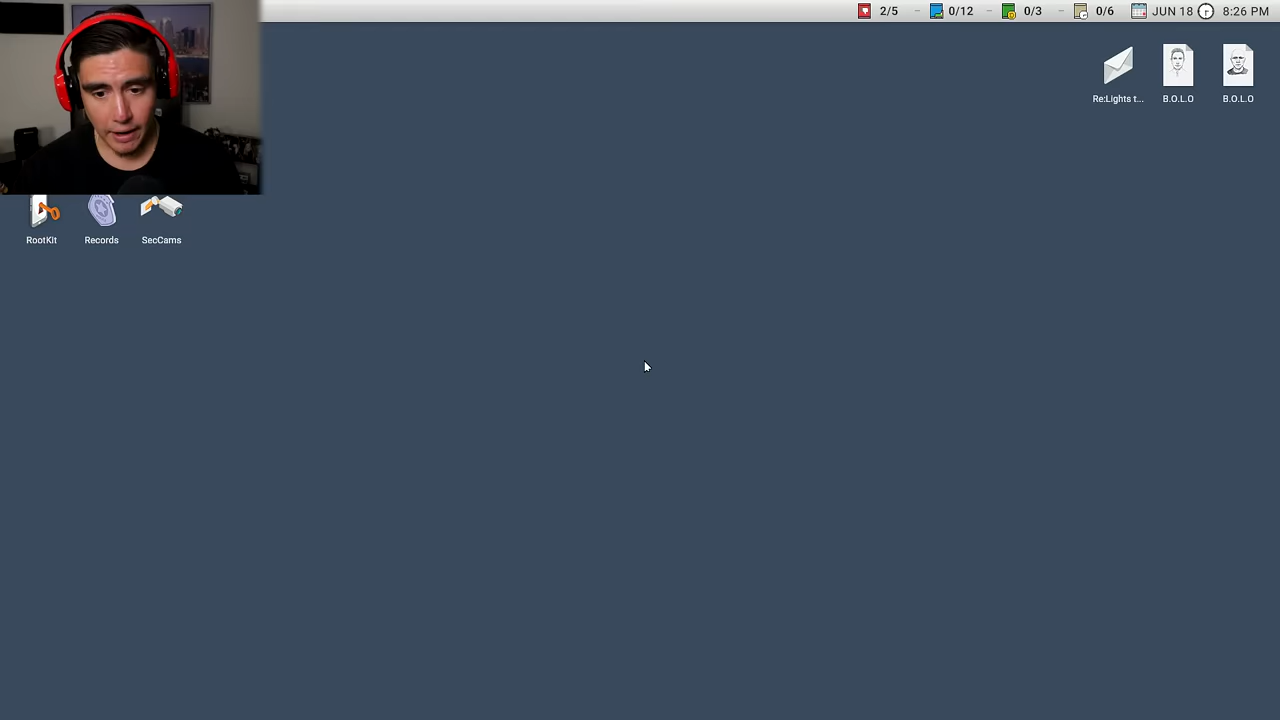 2/5 – 0/12 – 0/3 – 0/6 JUN 18 8:26 PM
Re:Lights t... B.O.L.O B.O.L.O
RootKit Records SecCams